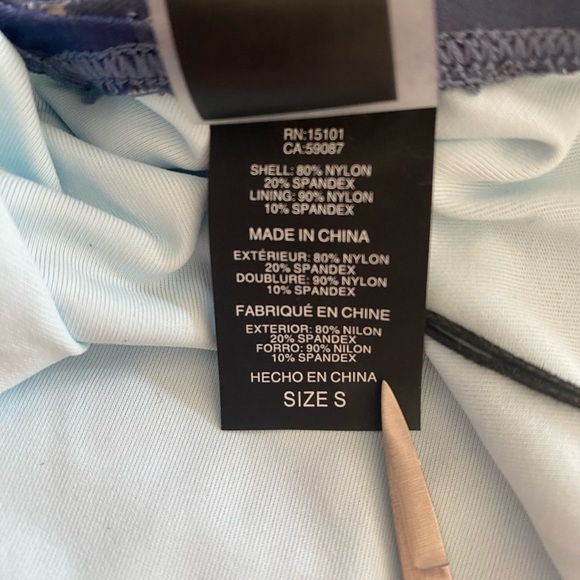 RN:15101
CA:59087
SHELL: 80% NYLON
20% SPANDEX
LINING: 90% NYLON
10% SPANDEX
MADE IN CHINA
EXTÉRIEUR: 80% NYLON
20% SPANDEX
DOUBLURE: 90% NYLON
10% SPANDEX
FABRIQUÉ EN CHINE
EXTERIOR: 80% NILON
20% SPANDEX
FORRO: 90% NILON
10% SPANDEX
HECHO EN CHINA
SIZE S